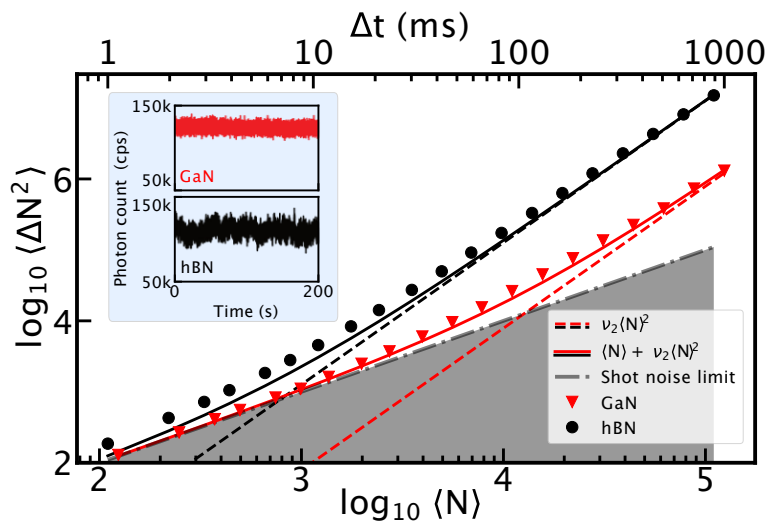 Δt (ms)
1 10 100 1000
log₁₀ ⟨ΔN²⟩
6
4
2
150k
50k
GaN
150k
50k
hBN
Photon count (cps)
0 200
Time (s)
ν₂⟨N⟩²
⟨N⟩ + ν₂⟨N⟩²
Shot noise limit
GaN
hBN
2 3 4 5
log₁₀ ⟨N⟩